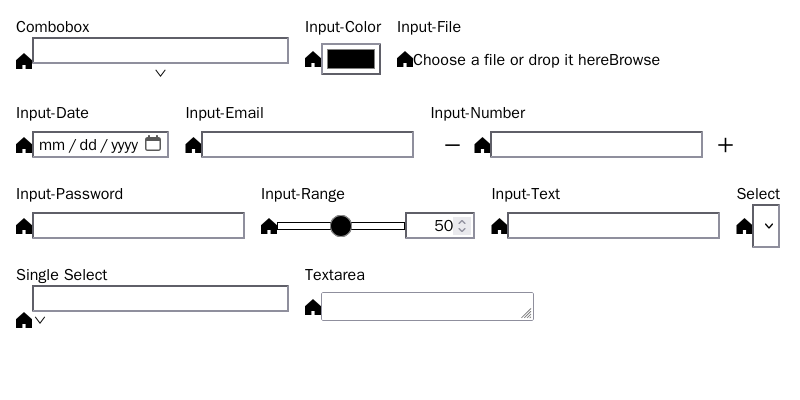 Combobox Input-Color Input-File
Choose a file or drop it hereBrowse
Input-Date Input-Email Input-Number
mm / dd / yyyy
Input-Password Input-Range Input-Text Select
50
Single Select Textarea